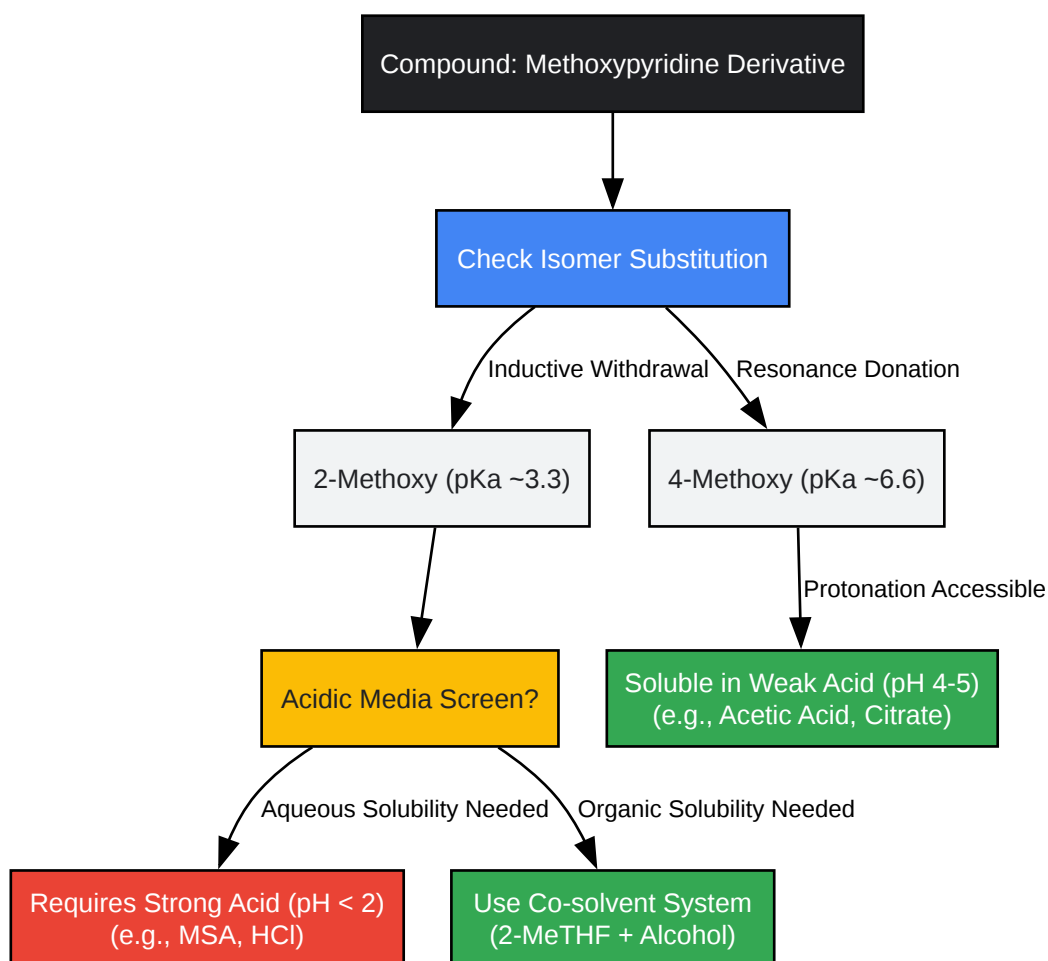 Compound: Methoxypyridine Derivative
Check Isomer Substitution
Inductive Withdrawal
Resonance Donation
2-Methoxy (pKa ~3.3)
4-Methoxy (pKa ~6.6)
Protonation Accessible
Acidic Media Screen?
Soluble in Weak Acid (pH 4-5)
(e.g., Acetic Acid, Citrate)
Aqueous Solubility Needed
Organic Solubility Needed
Requires Strong Acid (pH < 2)
(e.g., MSA, HCl)
Use Co-solvent System
(2-MeTHF + Alcohol)